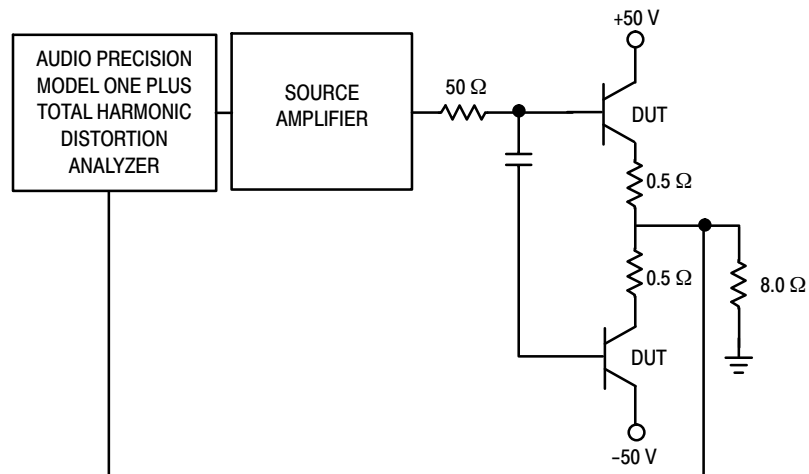 +50 V
AUDIO PRECISION
MODEL ONE PLUS
TOTAL HARMONIC
DISTORTION
ANALYZER
SOURCE
AMPLIFIER
50 Ω
DUT
0.5 Ω
0.5 Ω
8.0 Ω
DUT
–50 V